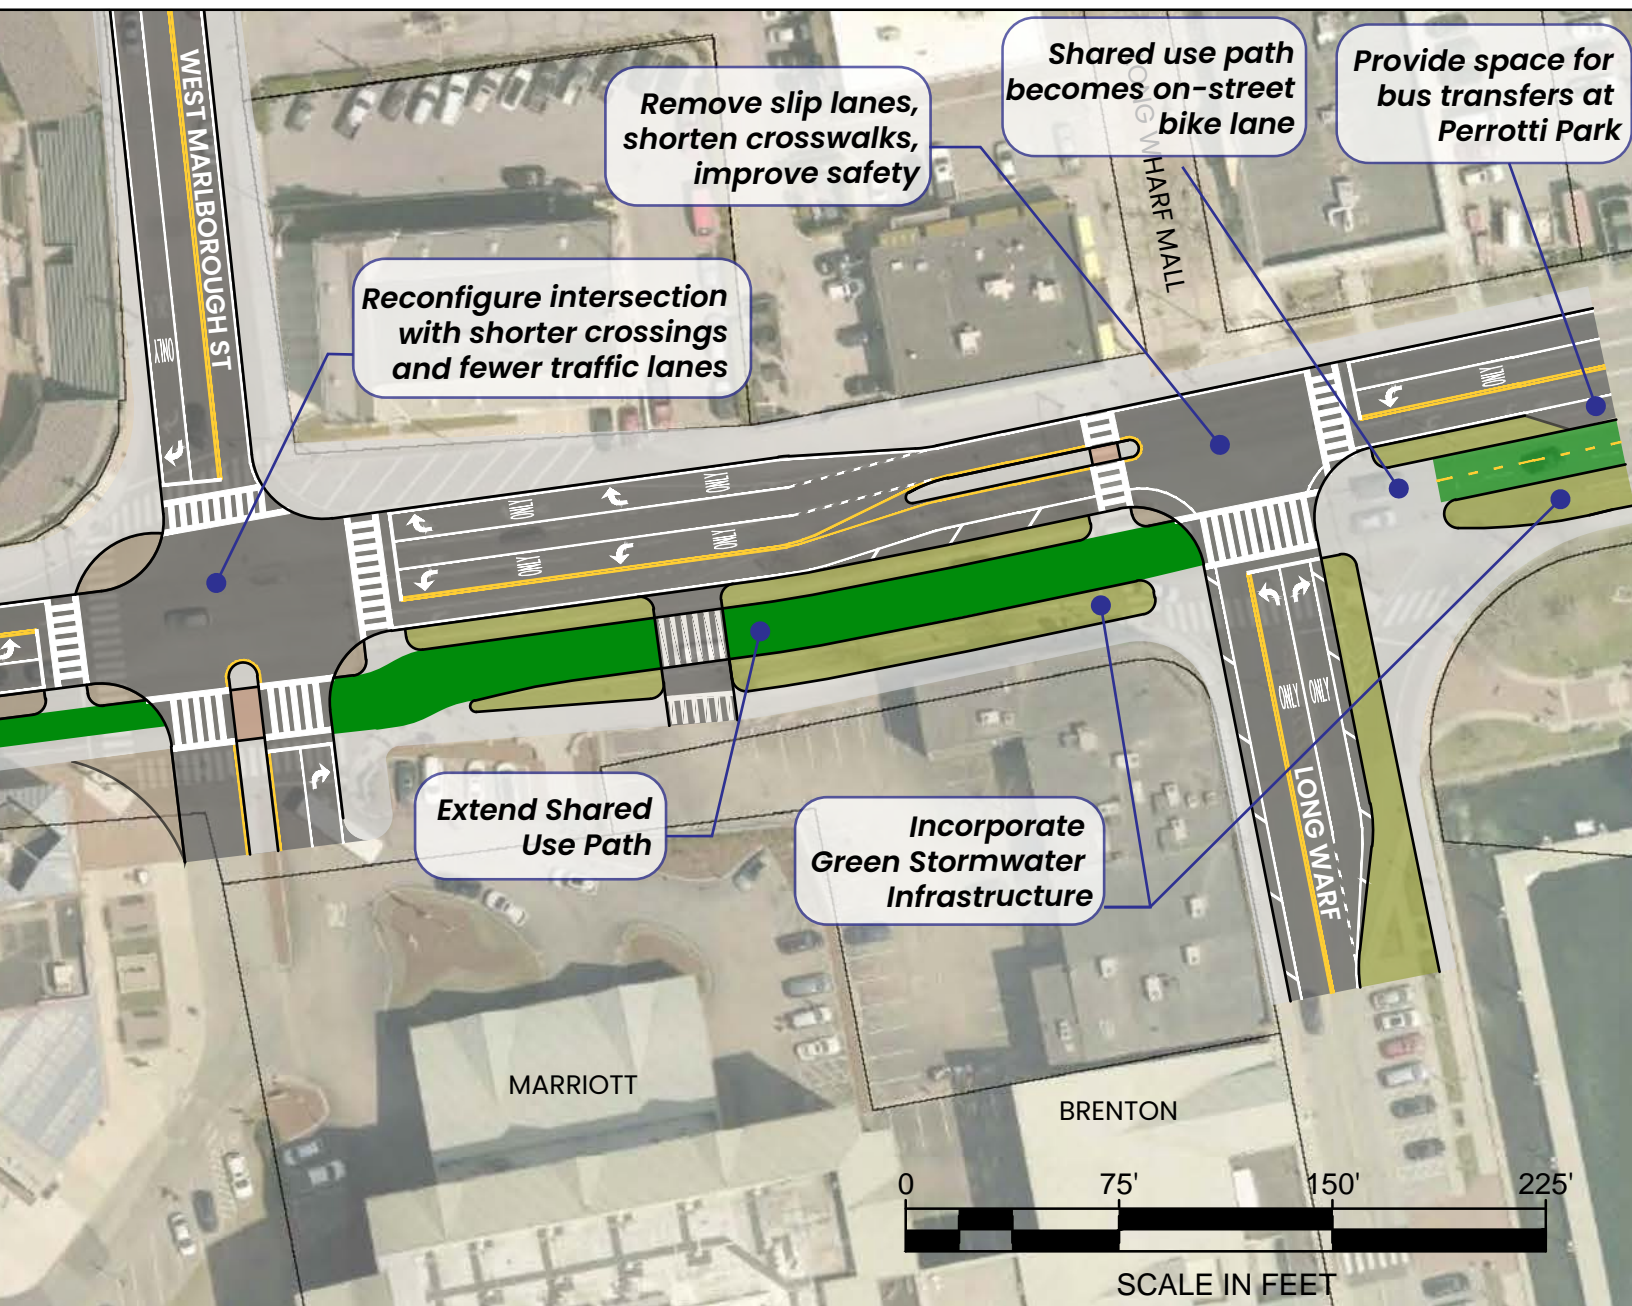 Shared use path
becomes on-street
bike lane
Provide space for
bus transfers at
Perrotti Park
Remove slip lanes,
shorten crosswalks,
improve safety
WEST MARLBOROUGH ST
WHARF MALL
Reconfigure intersection
with shorter crossings
and fewer traffic lanes
ONLY
ONLY
ONLY
ONLY
ONLY
ONLY
ONLY
ONLY
Extend Shared
Use Path
Incorporate
Green Stormwater
Infrastructure
LONG WARF
MARRIOTT
BRENTON
0 75' 150' 225'
SCALE IN FEET